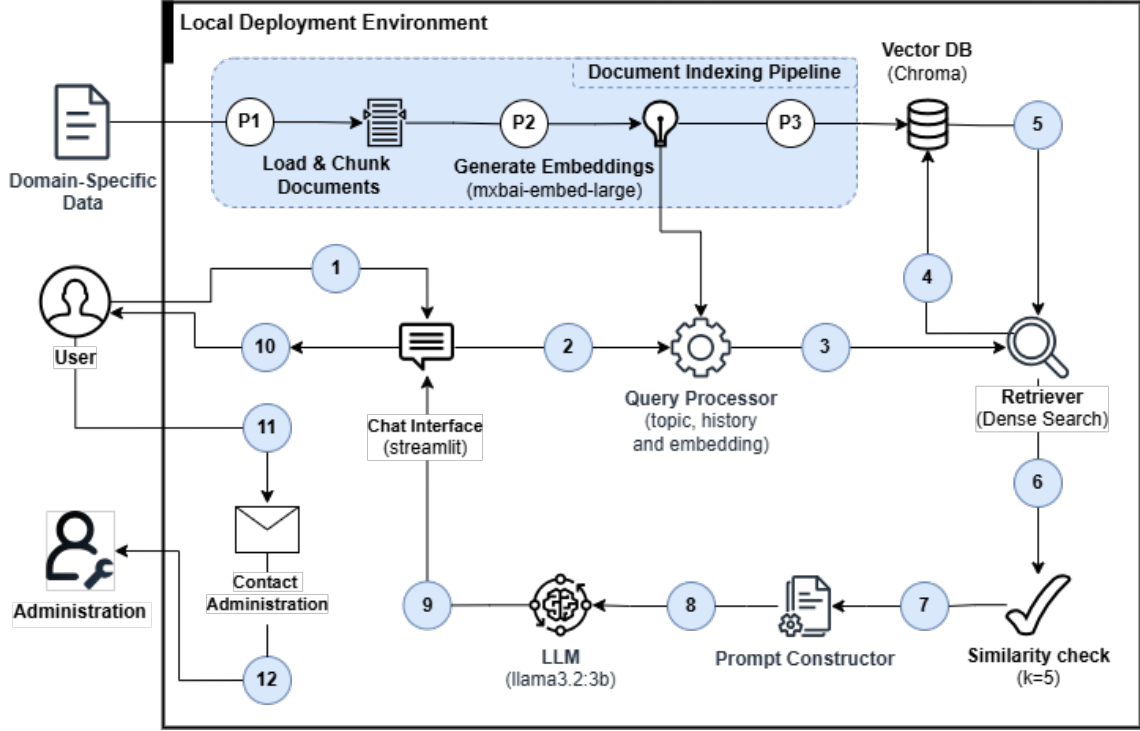 Local Deployment Environment
Vector DB
(Chroma)
Document Indexing Pipeline
P1
P2
P3
5
Load & Chunk
Documents
Generate Embeddings
(mxbai-embed-large)
Domain-Specific
Data
1
4
10
2
3
User
Chat Interface
(streamlit)
Query Processor
(topic, history
and embedding)
Retriever
(Dense Search)
11
6
Contact
Administration
Administration
9
8
7
LLM
(llama3.2:3b)
Prompt Constructor
Similarity check
(k=5)
12